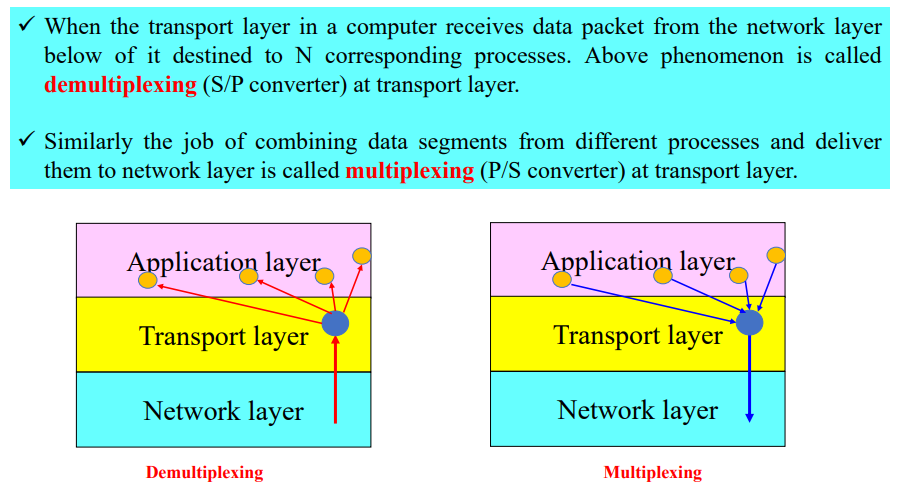 ✓ When the transport layer in a computer receives data packet from the network layer
below of it destined to N corresponding processes. Above phenomenon is called
demultiplexing (S/P converter) at transport layer.
✓ Similarly the job of combining data segments from different processes and deliver
them to network layer is called multiplexing (P/S converter) at transport layer.
Application layer
Transport layer
Network layer
Demultiplexing
Application layer
Transport layer
Network layer
Multiplexing